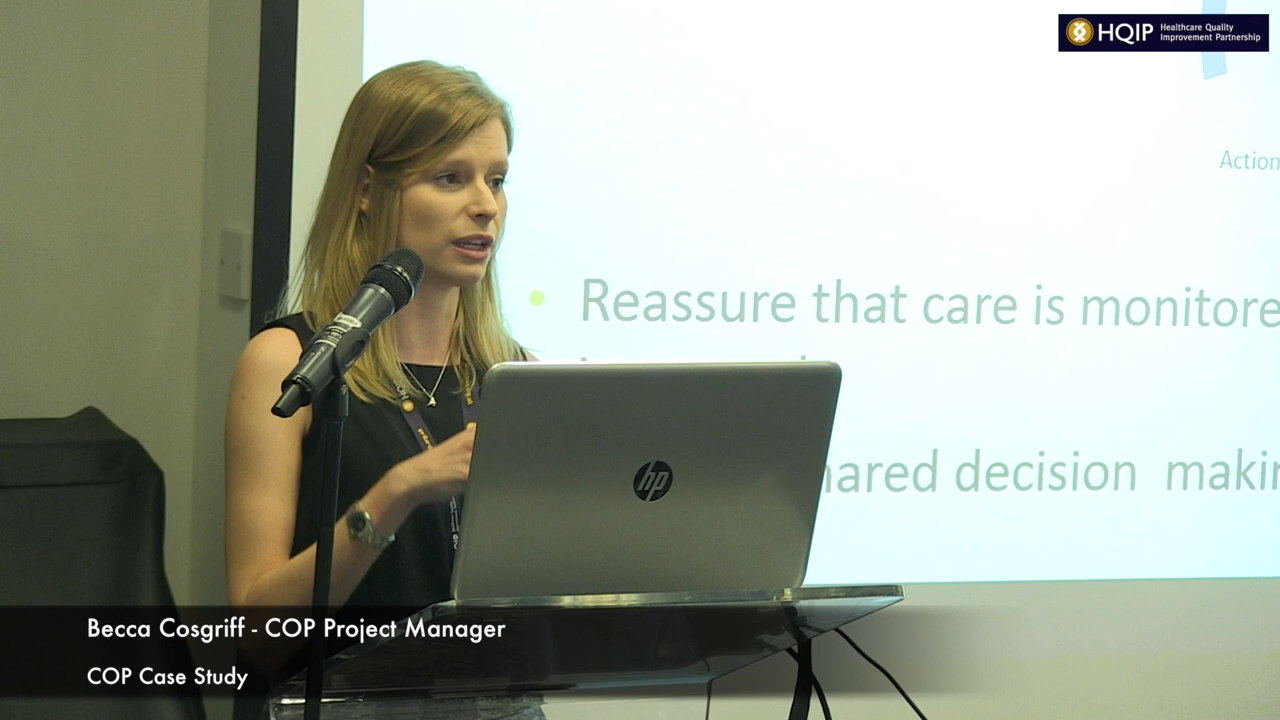 HQIP Healthcare Quality
Improvement Partnership
Action
Reassure that care is monitore
hared decision making
hp
Becca Cosgriff - COP Project Manager
COP Case Study